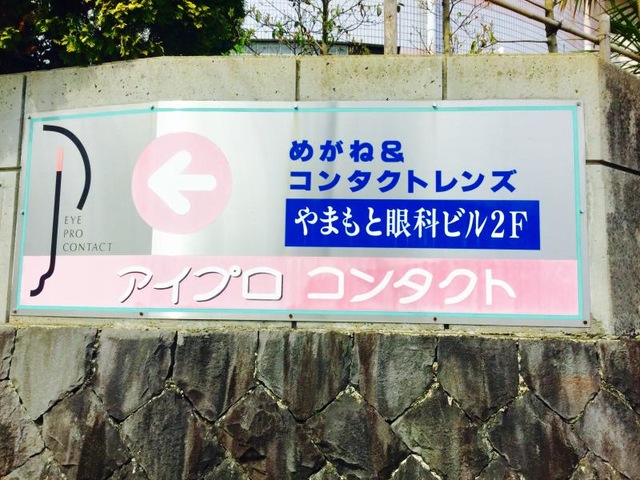 EYE
PRO
CONTACT
めがね&
コンタクトレンズ
やまもと眼科ビル2F
アイプロ コンタクト